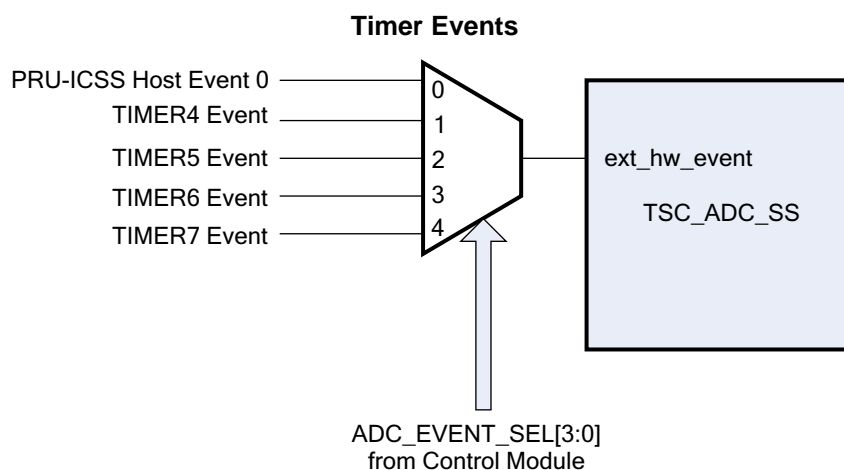 Timer Events
PRU-ICSS Host Event 0
0
TIMER4 Event
1
TIMER5 Event
2
ext_hw_event
TIMER6 Event
3
TSC_ADC_SS
TIMER7 Event
4
ADC_EVENT_SEL[3:0]
from Control Module